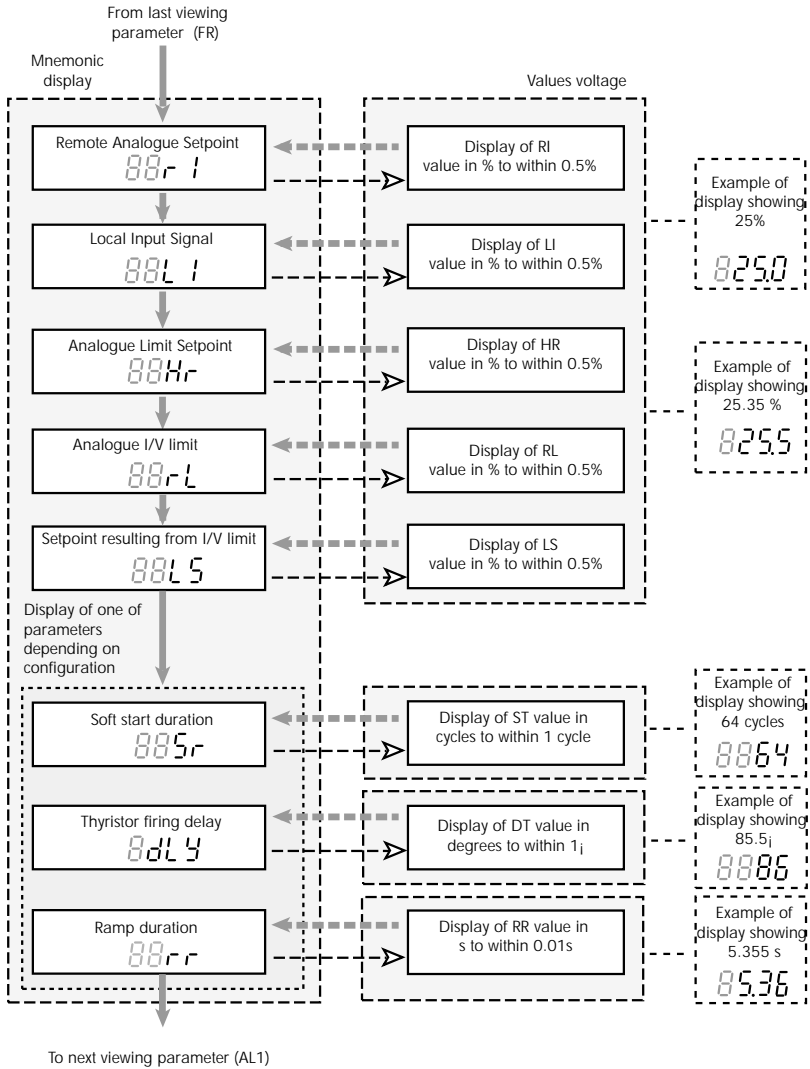 From last viewing
parameter (FR)
Mnemonic
display
Values voltage
Remote Analogue Setpoint
88rI
Display of RI
value in % to within 0.5%
Example of
display showing
25%
825.0
Local Input Signal
88LI
Display of LI
value in % to within 0.5%
Analogue Limit Setpoint
88Hr
Display of HR
value in % to within 0.5%
Example of
display showing
25.35 %
825.5
Analogue I/V limit
88rL
Display of RL
value in % to within 0.5%
Setpoint resulting from I/V limit
88LS
Display of LS
value in % to within 0.5%
Display of one of
parameters
depending on
configuration
Soft start duration
88Sr
Display of ST value in
cycles to within 1 cycle
Example of
display showing
64 cycles
8864
Thyristor firing delay
8dLY
Display of DT value in
degrees to within 1¡
Example of
display showing
85.5¡
8886
Ramp duration
88rr
Display of RR value in
s to within 0.01s
Example of
display showing
5.355 s
85.36
To next viewing parameter (AL1)